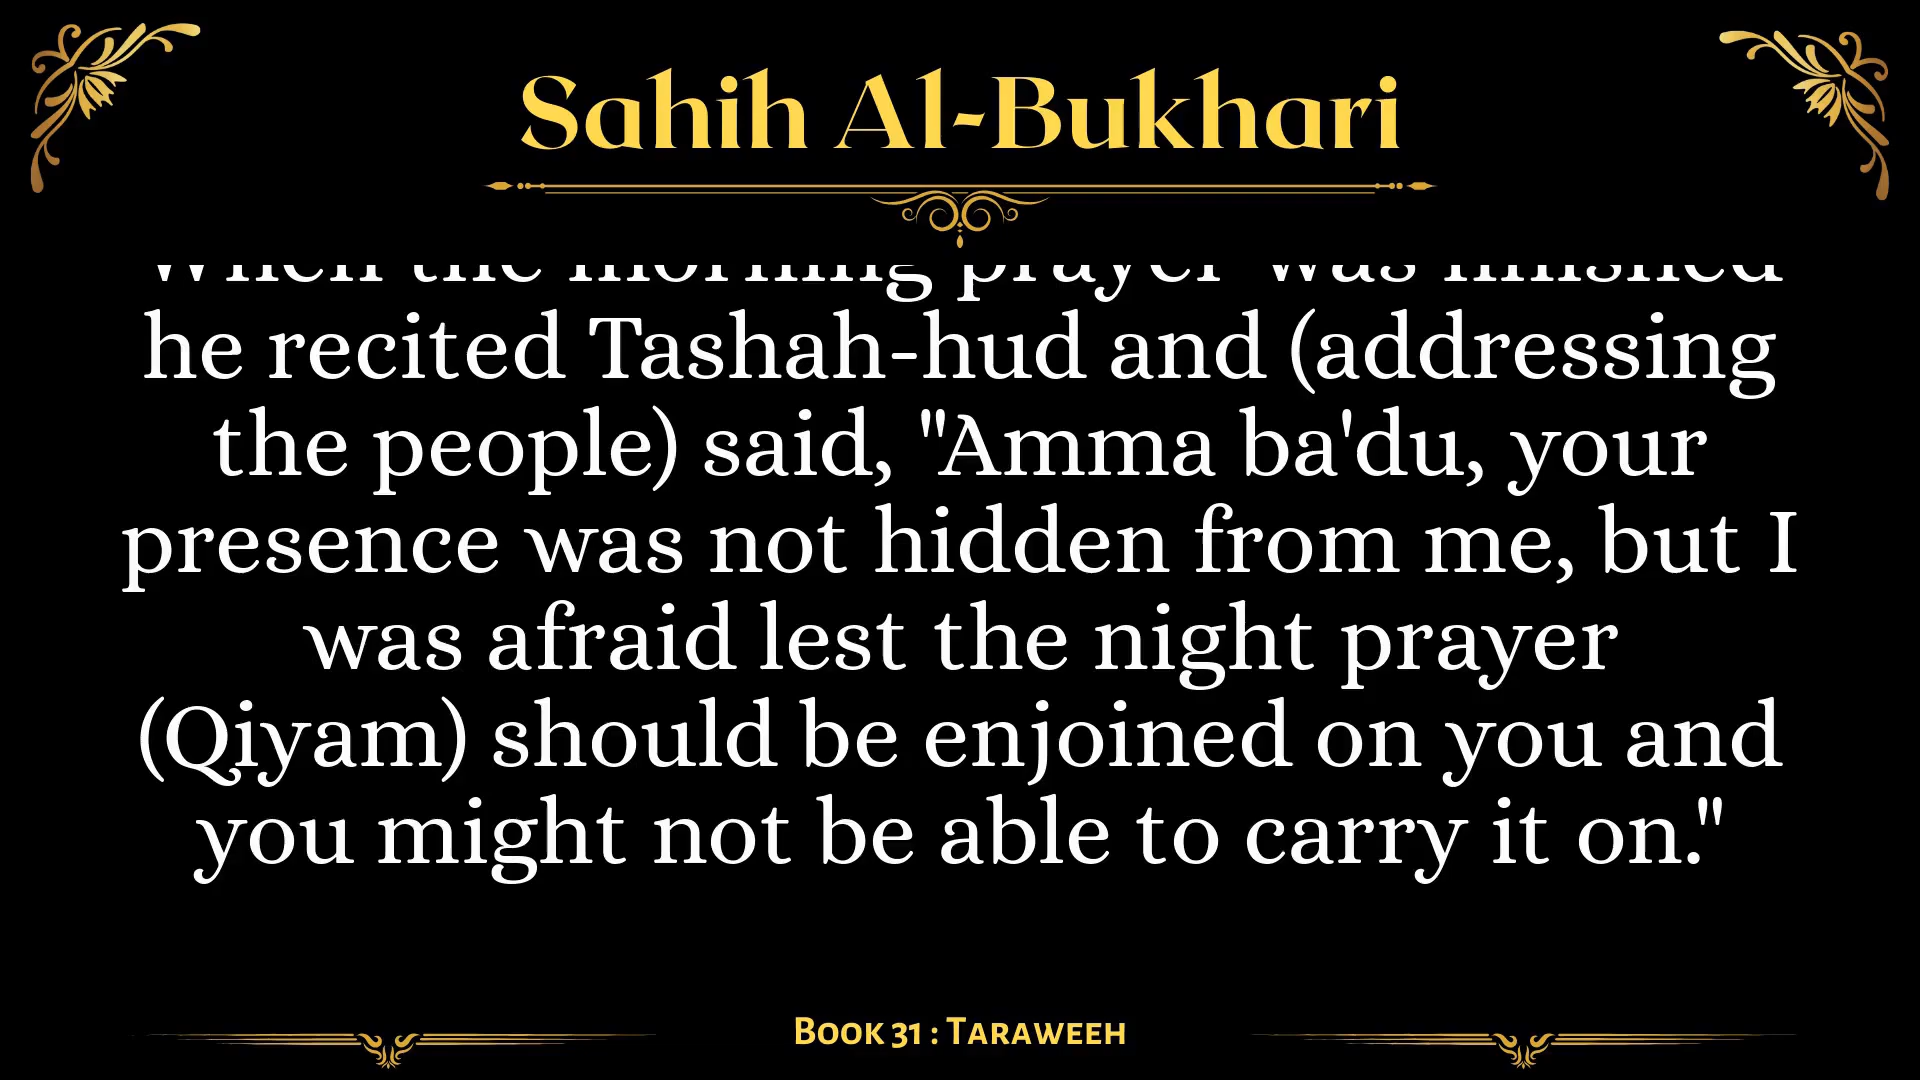 Sahih Al-Bukhari
When the morning prayer was finished
he recited Tashah-hud and (addressing
the people) said, "Amma ba'du, your
presence was not hidden from me, but I
was afraid lest the night prayer
(Qiyam) should be enjoined on you and
you might not be able to carry it on."
Book 31 : Taraweeh